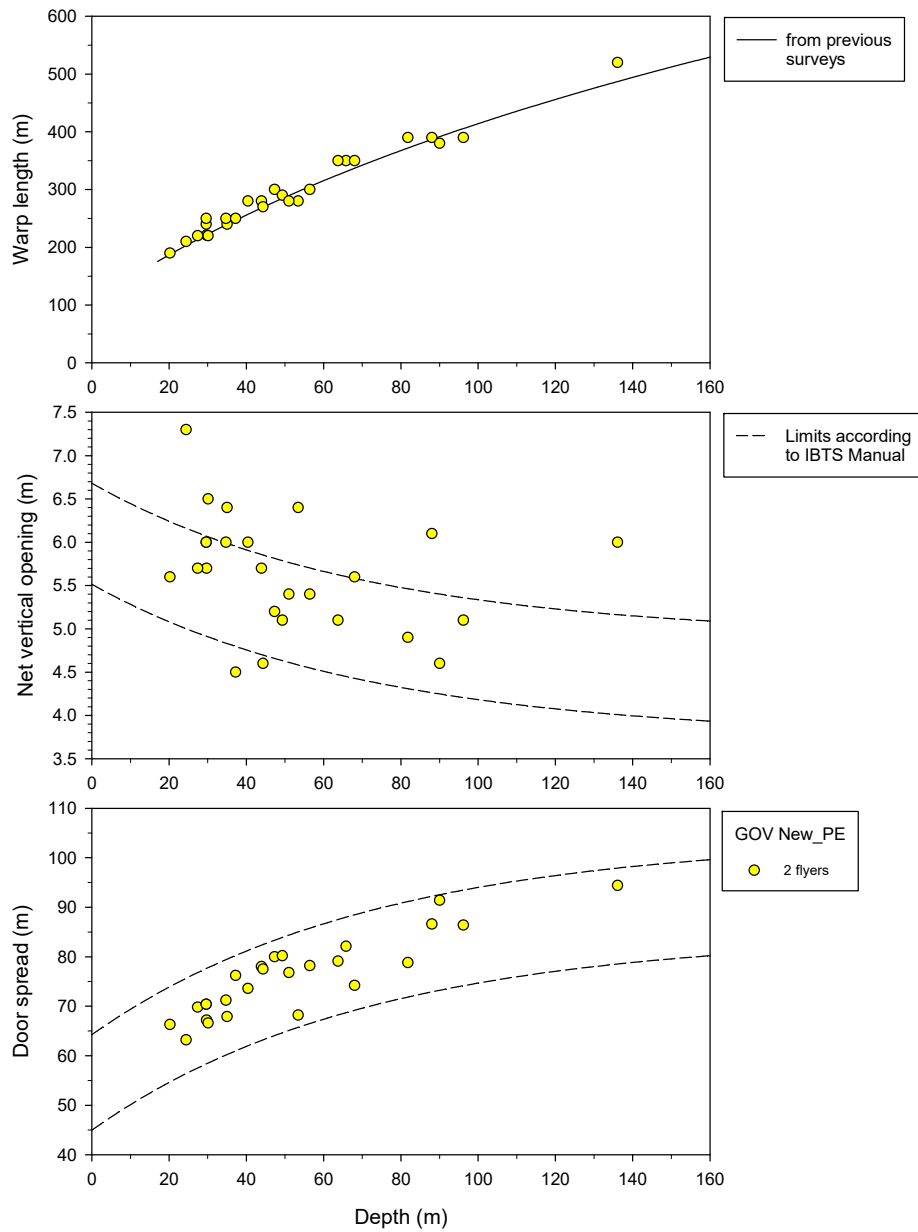 600
500
400
300
200
100
0
Warp length (m)
0 20 40 60 80 100 120 140 160
from previous
surveys
7.5
7.0
6.5
6.0
5.5
5.0
4.5
4.0
3.5
Net vertical opening (m)
0 20 40 60 80 100 120 140 160
Limits according
to IBTS Manual
110
100
90
80
70
60
50
40
Door spread (m)
0 20 40 60 80 100 120 140 160
Depth (m)
GOV New_PE
2 flyers